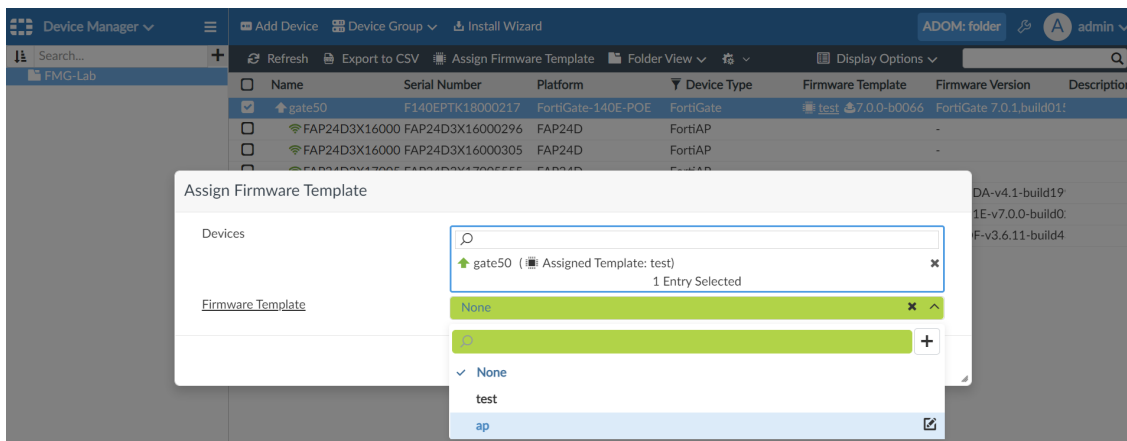 Device Manager
Add Device Device Group Install Wizard ADOM: folder A admin
Search...
Refresh Export to CSV Assign Firmware Template Folder View Display Options
FMG-Lab
Name Serial Number Platform Device Type Firmware Template Firmware Version Description
gate50 F140EPTK18000217 FortiGate-140E-POE FortiGate test 7.0.0-b0066 FortiGate 7.0.1,build01
FAP24D3X16000 FAP24D3X16000296 FAP24D FortiAP -
FAP24D3X16000 FAP24D3X16000305 FAP24D FortiAP -
FAP24D3X17005 FAP24D3X17005555 FAP24D FortiAP
Assign Firmware Template
DA-v4.1-build19
1E-v7.0.0-build0
F-v3.6.11-build4
Devices
gate50 ( Assigned Template: test)
1 Entry Selected
Firmware Template
None
None
test
ap